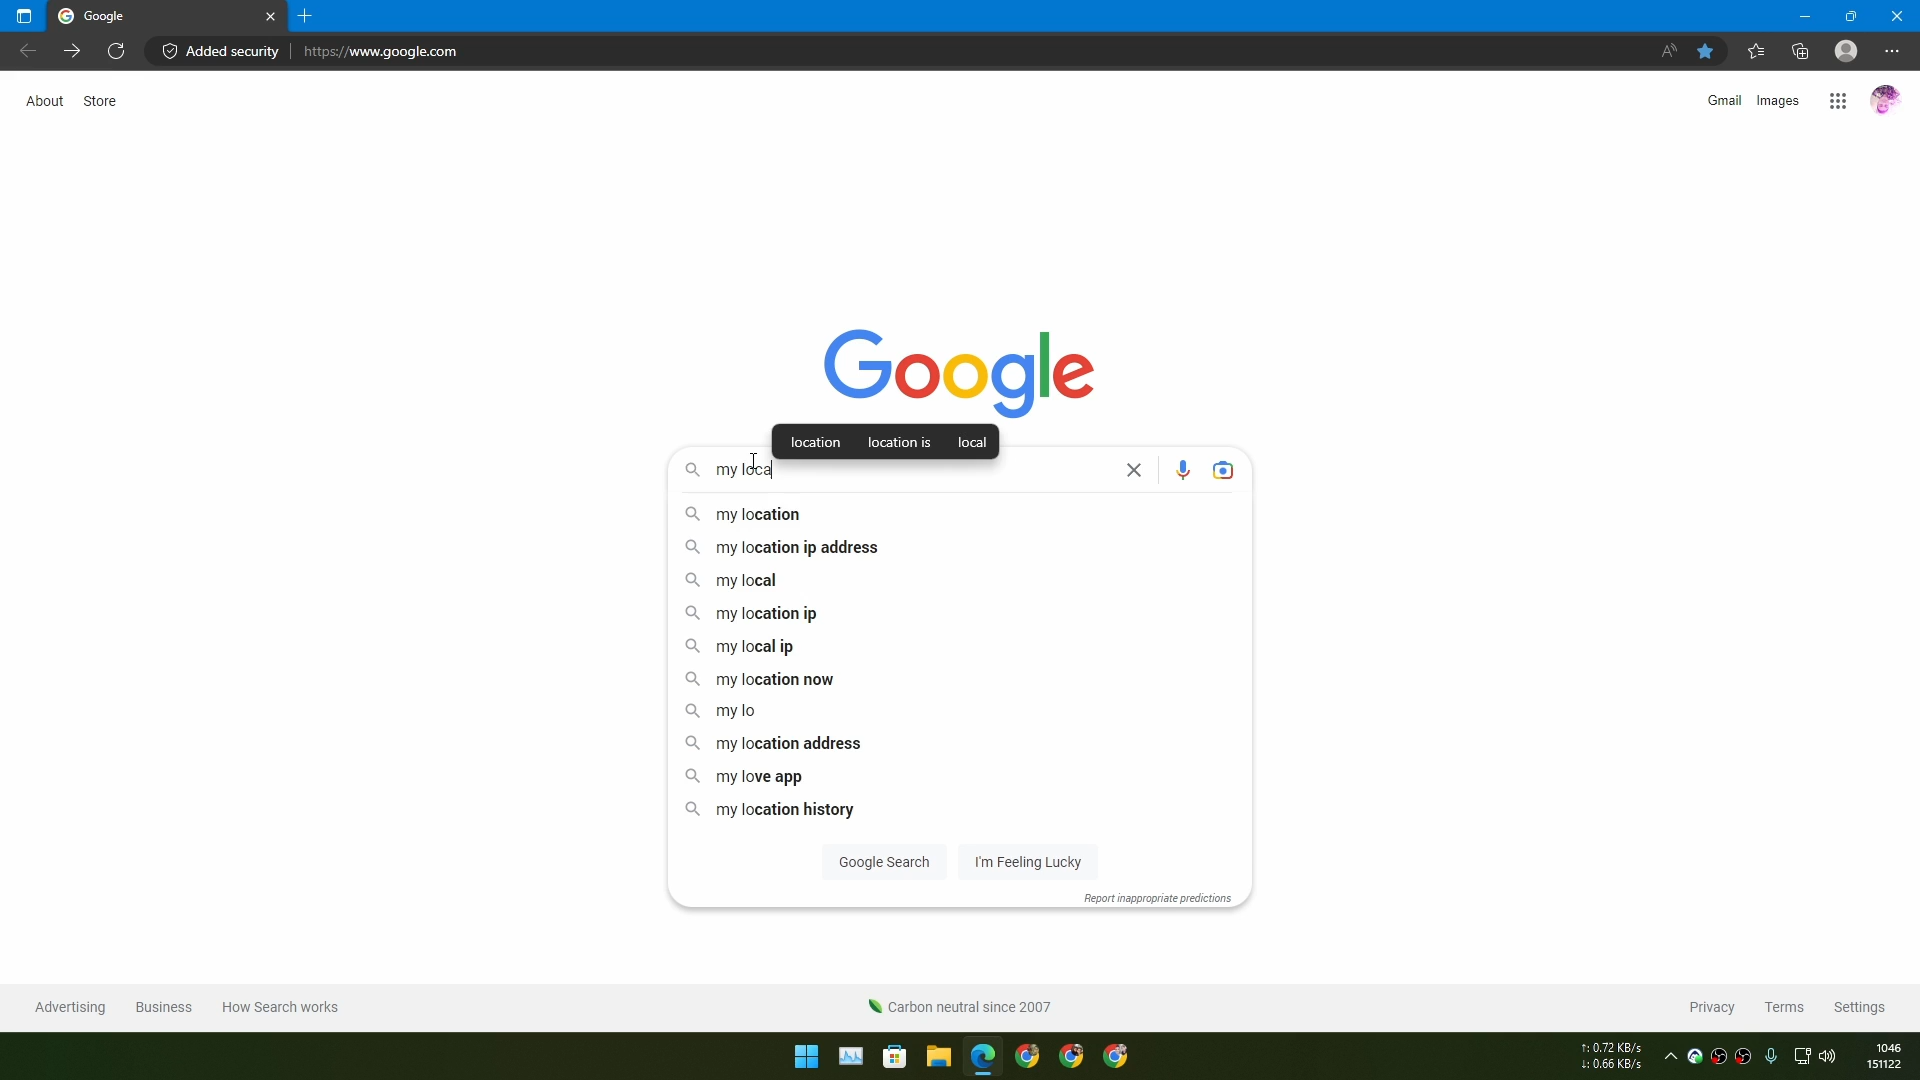 Google
Added security https://www.google.com
About Store
Gmail Images
Google
location location is local
my loca
my location
my location ip address
my local
my location ip
my local ip
my location now
my lo
my location address
my love app
my location history
Google Search I'm Feeling Lucky
Report inappropriate predictions
Advertising Business How Search works
Carbon neutral since 2007
Privacy Terms Settings
↑: 0.72 KB/s
↓: 0.66 KB/s
1046
151122